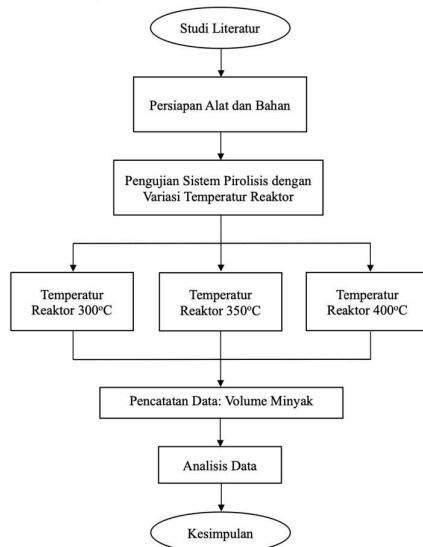 Studi Literatur
Persiapan Alat dan Bahan
Pengujian Sistem Pirolisis dengan
Variasi Temperatur Reaktor
Temperatur
Reaktor 300°C
Temperatur
Reaktor 350°C
Temperatur
Reaktor 400°C
Pencatatan Data: Volume Minyak
Analisis Data
Kesimpulan